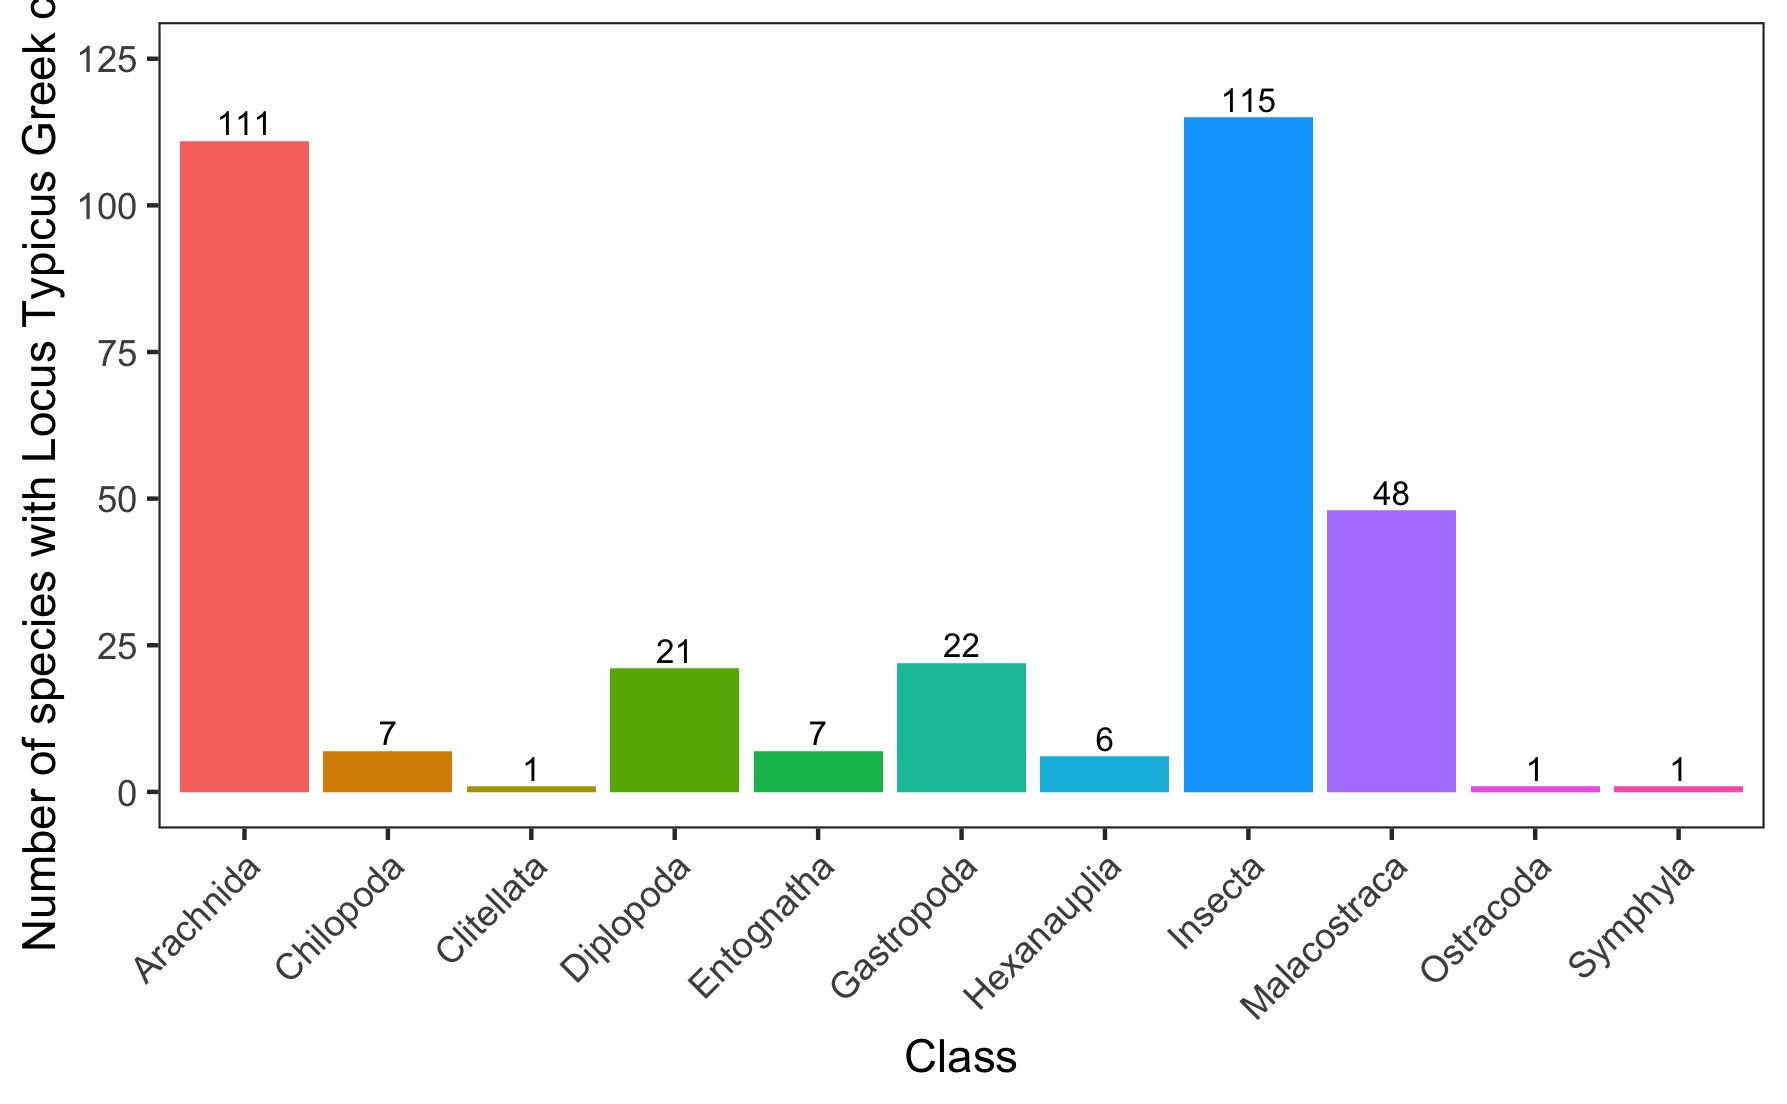 Number of species with Locus Typicus Greek c
125
100
75
50
25
0
111
7
1
21
7
22
6
115
48
1
1
Arachnida
Chilopoda
Clitellata
Diplopoda
Entognatha
Gastropoda
Hexanauplia
Insecta
Malacostraca
Ostracoda
Symphyla
Class